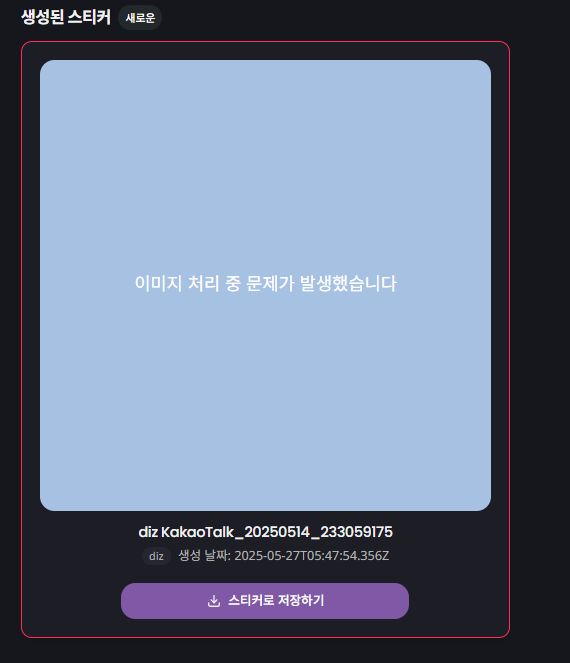 생성된 스티커 새로운
이미지 처리 중 문제가 발생했습니다
diz KakaoTalk_20250514_233059175
diz 생성 날짜: 2025-05-27T05:47:54.356Z
스티커로 저장하기